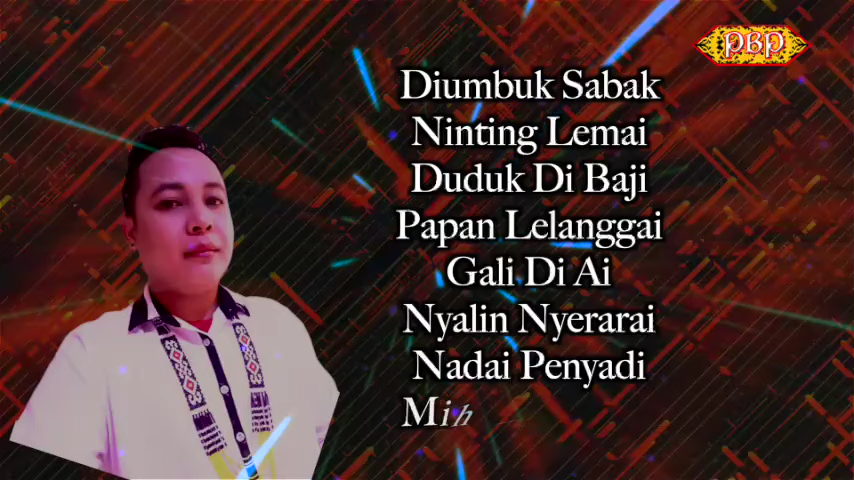 PBP
Diumbuk Sabak
Ninting Lemai
Duduk Di Baji
Papan Lelanggai
Gali Di Ai
Nyalin Nyerarai
Nadai Penyadi
Mih